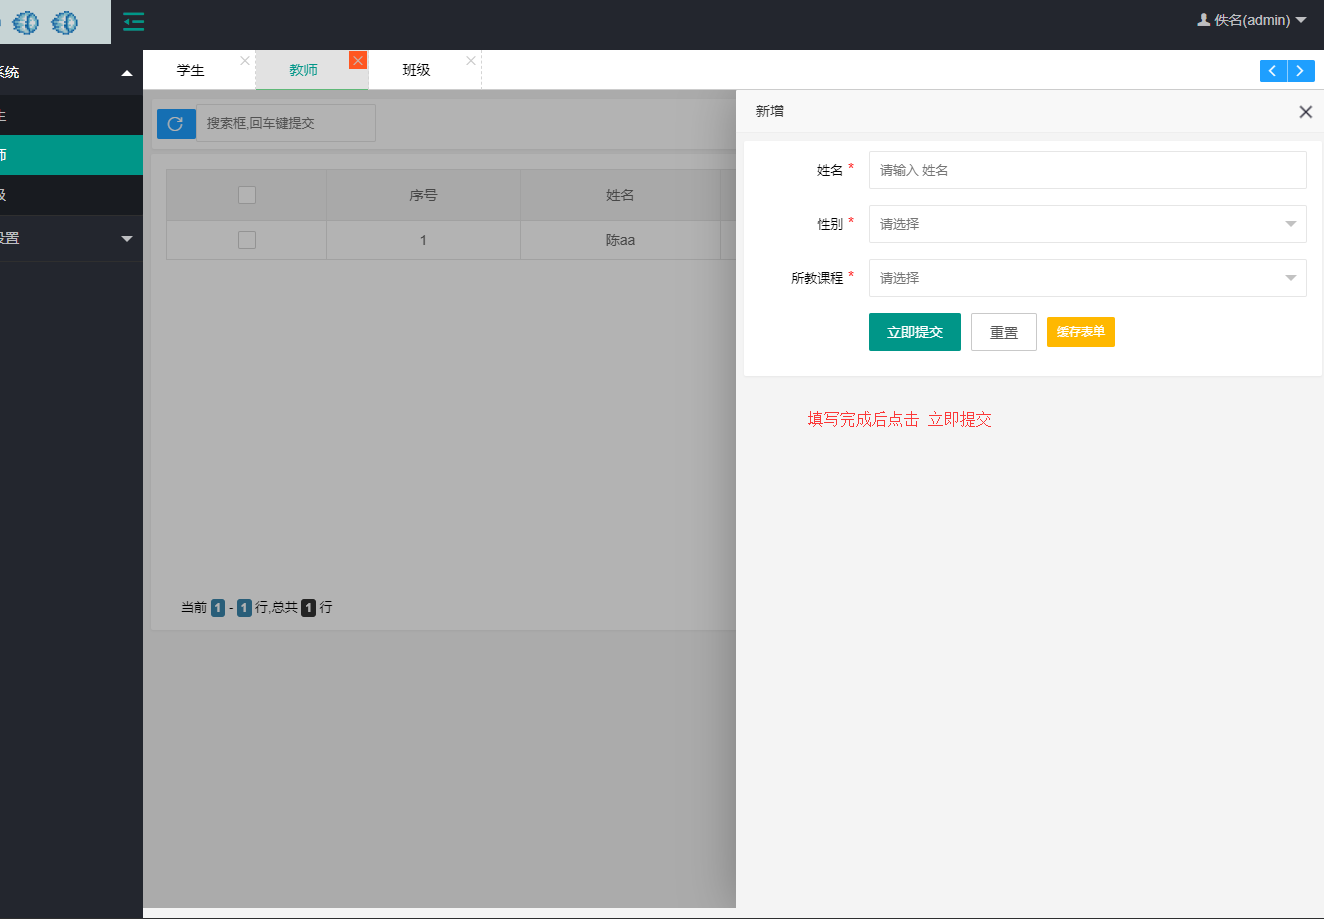 佚名(admin)
系统
学生
教师
班级
新增
搜索框,回车键提交
姓名 *
请输入 姓名
序号
姓名
性别 *
请选择
师
1
陈aa
级
设置
所教课程 *
请选择
立即提交
重置
缓存表单
填写完成后点击 立即提交
当前 1 - 1 行,总共 1 行